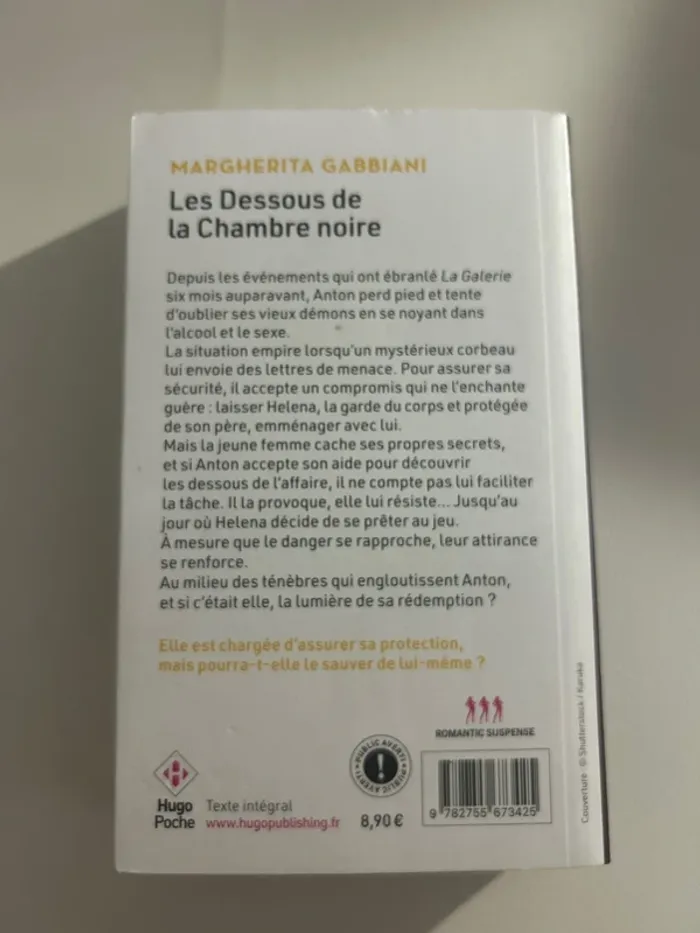 MARGHERITA GABBIANI
Les Dessous de
la Chambre noire
Depuis les événements qui ont ébranlé La Galerie
six mois auparavant, Anton perd pied et tente
d'oublier ses vieux démons en se noyant dans
l'alcool et le sexe.
La situation empire lorsqu'un mystérieux corbeau
lui envoie des lettres de menace. Pour assurer sa
sécurité, il accepte un compromis qui ne l'enchante
guère : laisser Helena, la garde du corps et protégée
de son père, emménager avec lui.
Mais la jeune femme cache ses propres secrets,
et si Anton accepte son aide pour découvrir
les dessous de l'affaire, il ne compte pas lui faciliter
la tâche. Il la provoque, elle lui résiste... Jusqu'au
jour où Helena décide de se prêter au jeu.
À mesure que le danger se rapproche, leur attirance
se renforce.
Au milieu des ténèbres qui engloutissent Anton,
et si c'était elle, la lumière de sa rédemption ?
Elle est chargée d'assurer sa protection,
mais pourra-t-elle le sauver de lui-même ?
ROMANTIC SUSPENSE
PUBLIC AVERTI • PUBLIC AVERTI •
Hugo
Poche
Texte intégral
www.hugopublishing.fr
8,90 €
9 782755 673425
Couverture : © Shutterstock / Karuka